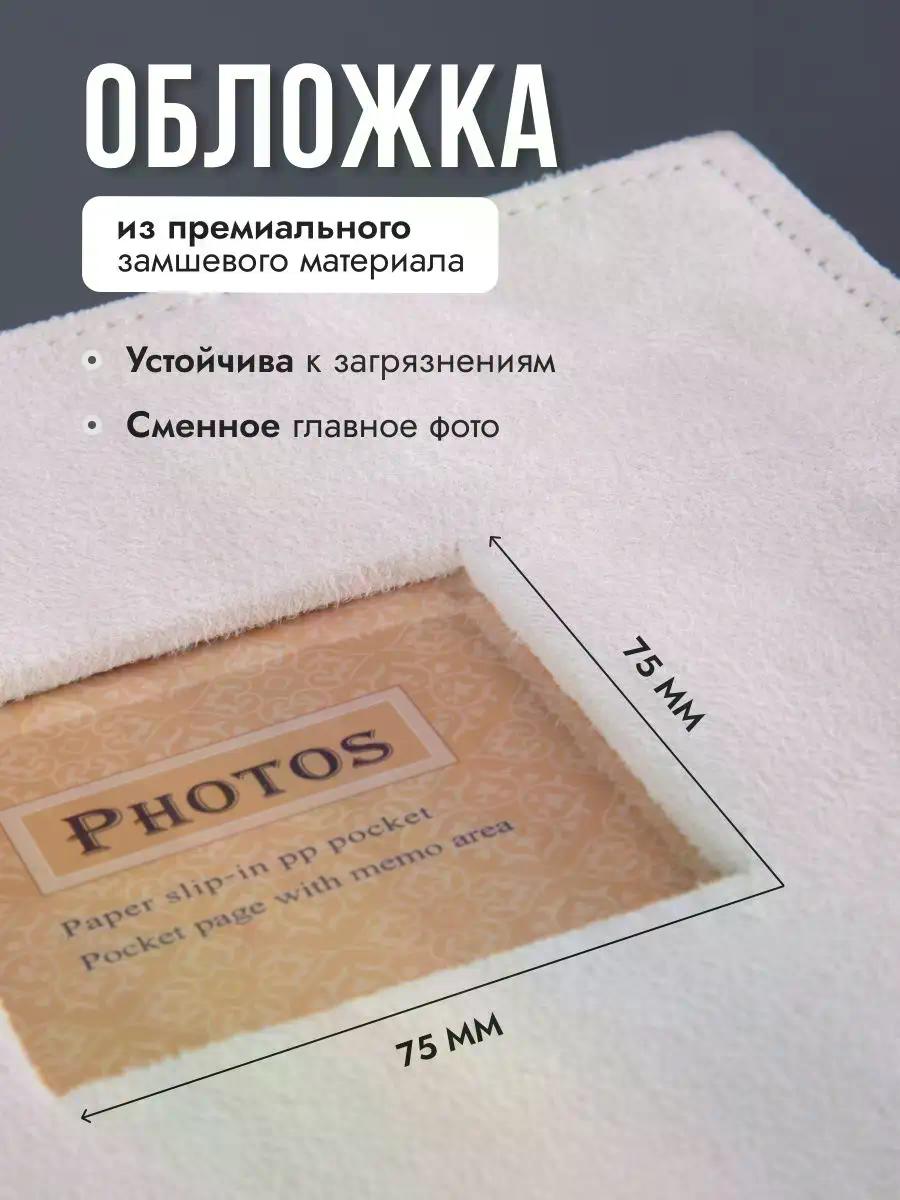 ОБЛОЖКА
из премиального
замшевого материала
• Устойчива к загрязнениям
• Сменное главное фото
75 ММ
PHOTOS
Paper slip-in pp pocket
Pocket page with memo area
75 ММ